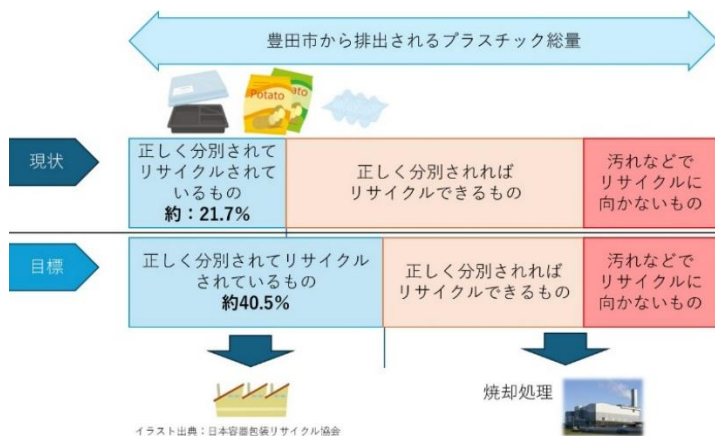 豊田市から排出されるプラスチック総量
Potato
Potato
現状
正しく分別されて
リサイクルされて
いるもの
約：21.7%
正しく分別されれば
リサイクルできるもの
汚れなどで
リサイクルに
向かないもの
目標
正しく分別されてリサイクル
されているもの
約40.5%
正しく分別されれば
リサイクルできるもの
汚れなどで
リサイクルに
向かないもの
焼却処理
イラスト出典：日本容器包装リサイクル協会